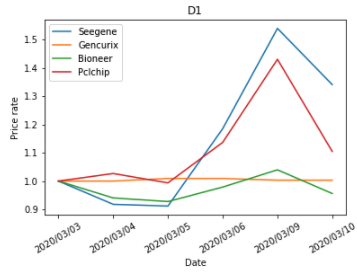 D1
Seegene
Gencurix
Bioneer
Pclchip
Price rate
1.5
1.4
1.3
1.2
1.1
1.0
0.9
2020/03/03
2020/03/04
2020/03/05
2020/03/06
2020/03/09
2020/03/10
Date